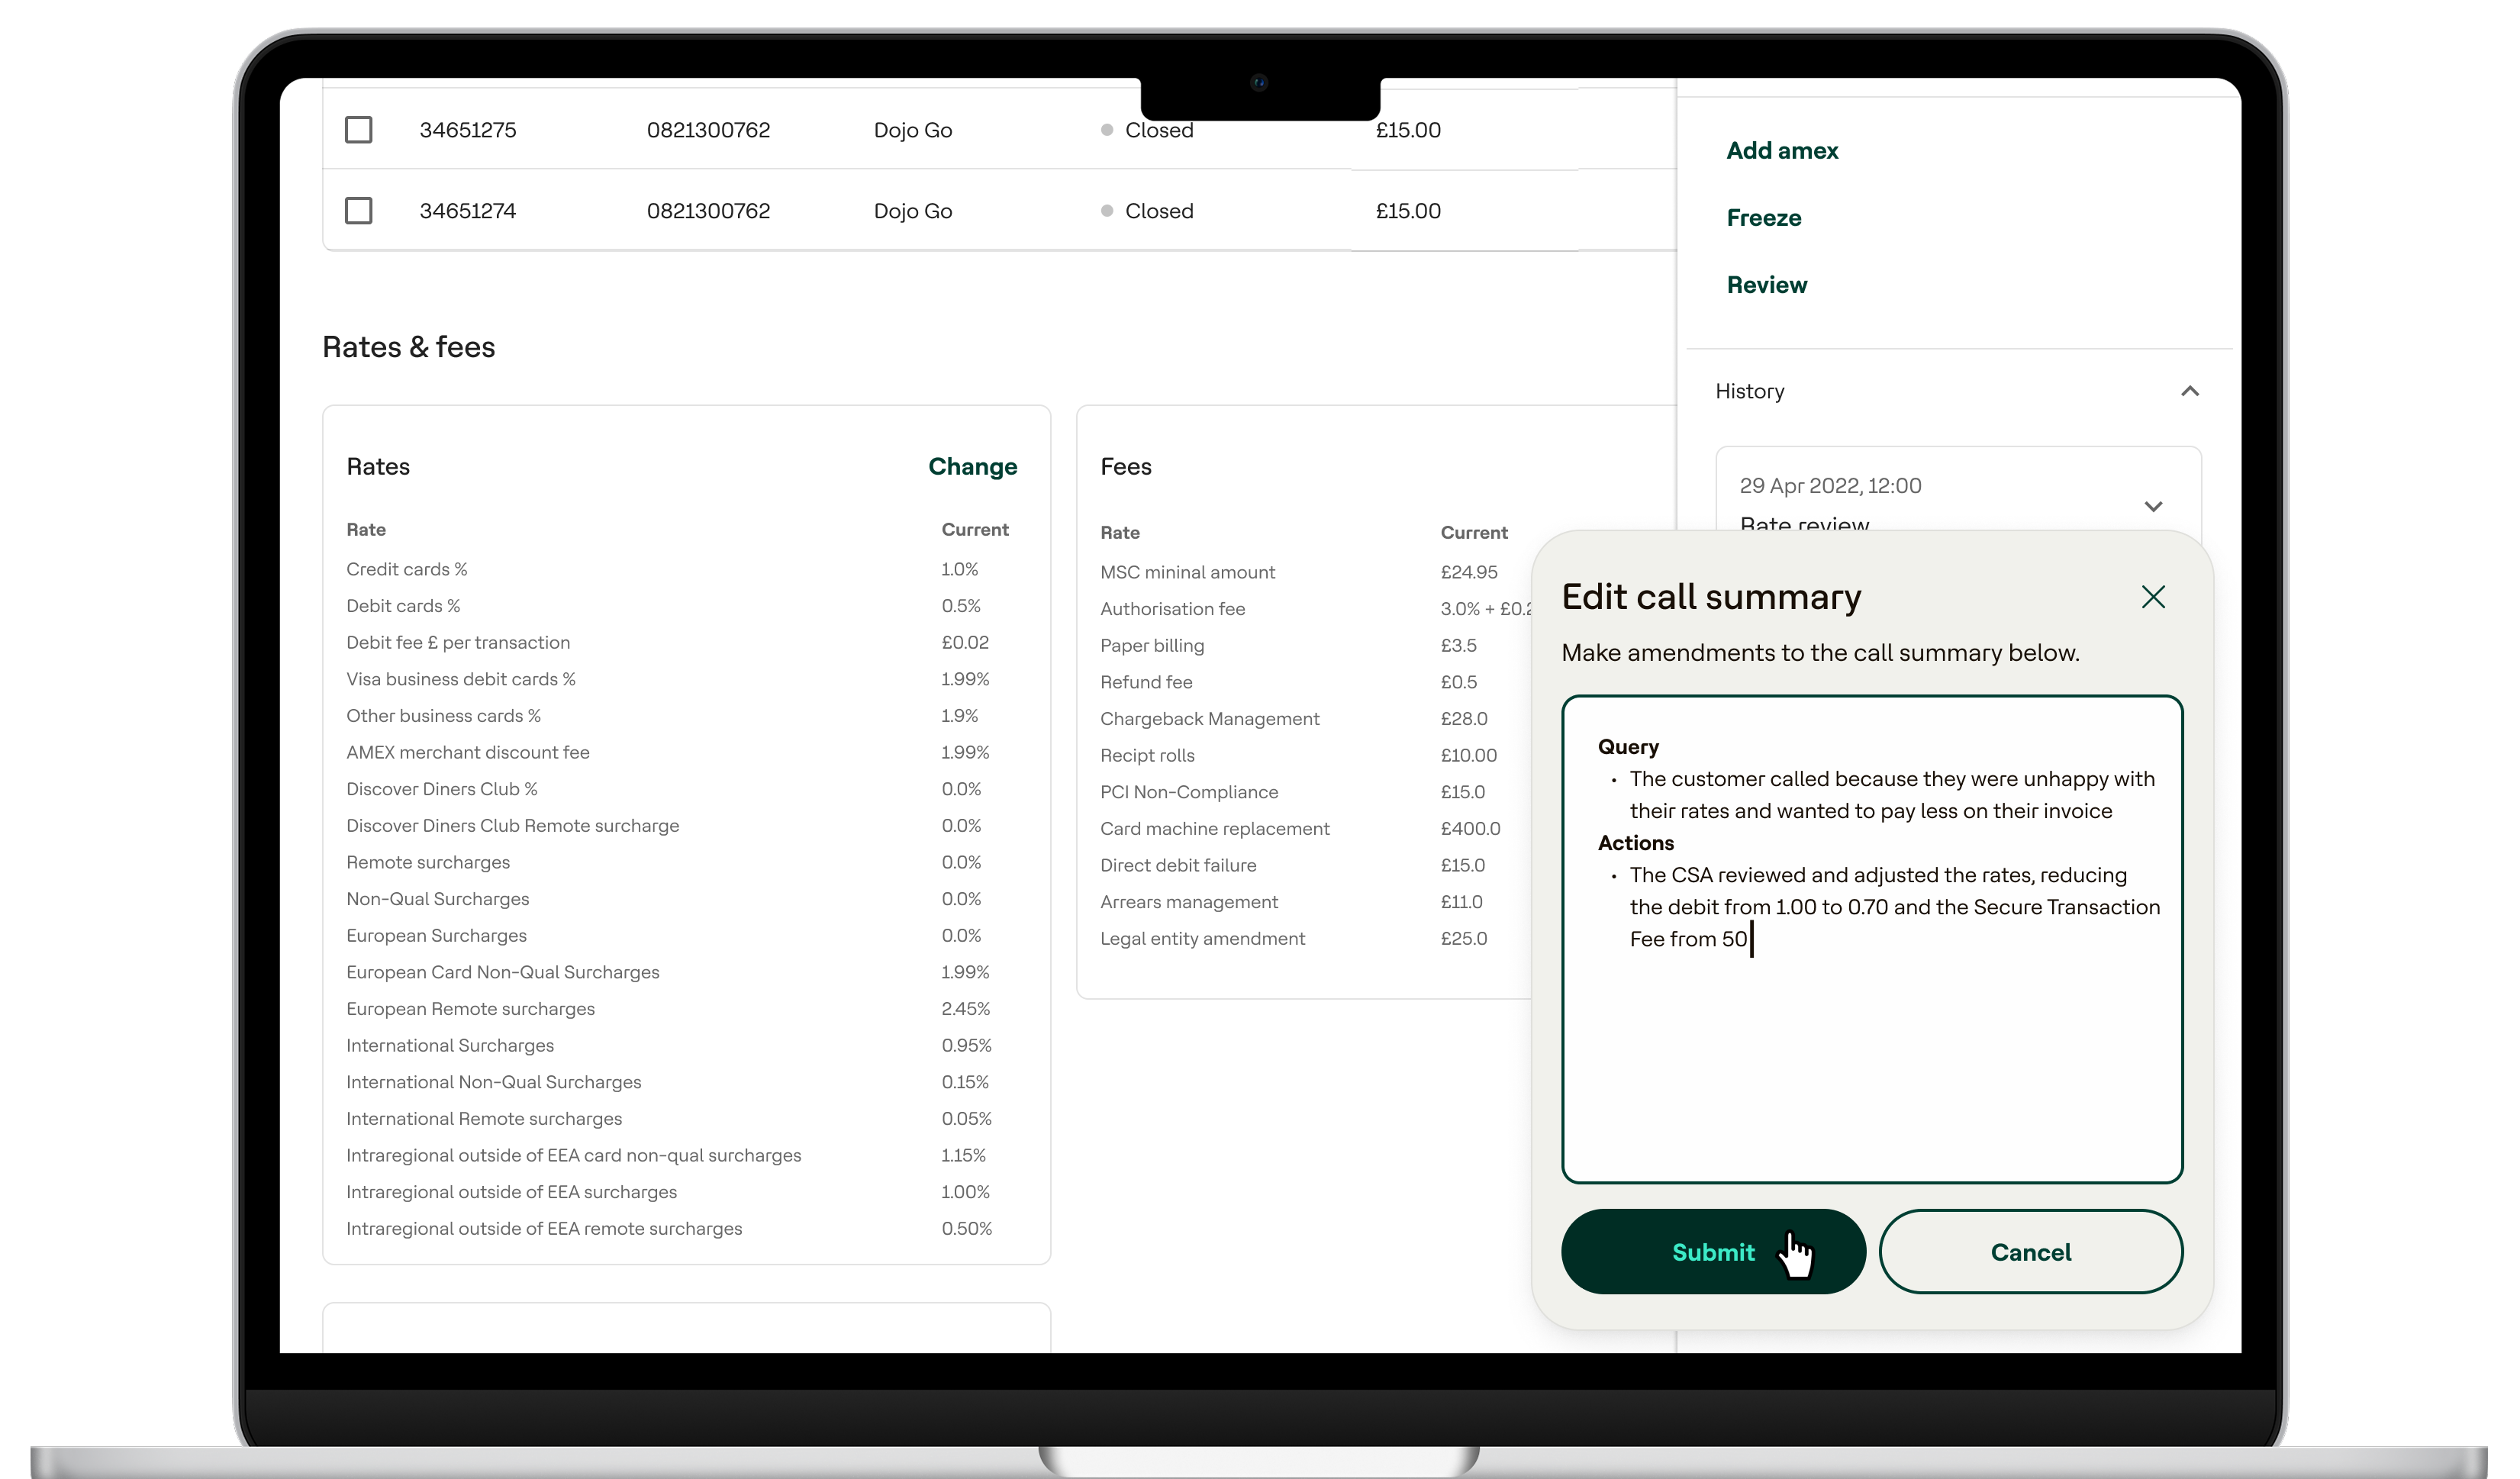 34651275 0821300762 Dojo Go Closed £15.00
34651274 0821300762 Dojo Go Closed £15.00
Rates & fees
Rates Change
Rate Current
Credit cards % 1.0%
Debit cards % 0.5%
Debit fee £ per transaction £0.02
Visa business debit cards % 1.99%
Other business cards % 1.9%
AMEX merchant discount fee 1.99%
Discover Diners Club % 0.0%
Discover Diners Club Remote surcharge 0.0%
Remote surcharges 0.0%
Non-Qual Surcharges 0.0%
European Surcharges 0.0%
European Card Non-Qual Surcharges 1.99%
European Remote surcharges 2.45%
International Surcharges 0.95%
International Non-Qual Surcharges 0.15%
International Remote surcharges 0.05%
Intraregional outside of EEA card non-qual surcharges 1.15%
Intraregional outside of EEA surcharges 1.00%
Intraregional outside of EEA remote surcharges 0.50%
Fees
Rate Current
MSC mininal amount £24.95
Authorisation fee 3.0% + £0.2
Paper billing £3.5
Refund fee £0.5
Chargeback Management £28.0
Recipt rolls £10.00
PCI Non-Compliance £15.0
Card machine replacement £400.0
Direct debit failure £15.0
Arrears management £11.0
Legal entity amendment £25.0
Add amex
Freeze
Review
History
29 Apr 2022, 12:00
Rate review
Edit call summary
Make amendments to the call summary below.
Query
• The customer called because they were unhappy with
their rates and wanted to pay less on their invoice
Actions
• The CSA reviewed and adjusted the rates, reducing
the debit from 1.00 to 0.70 and the Secure Transaction
Fee from 50
Submit Cancel